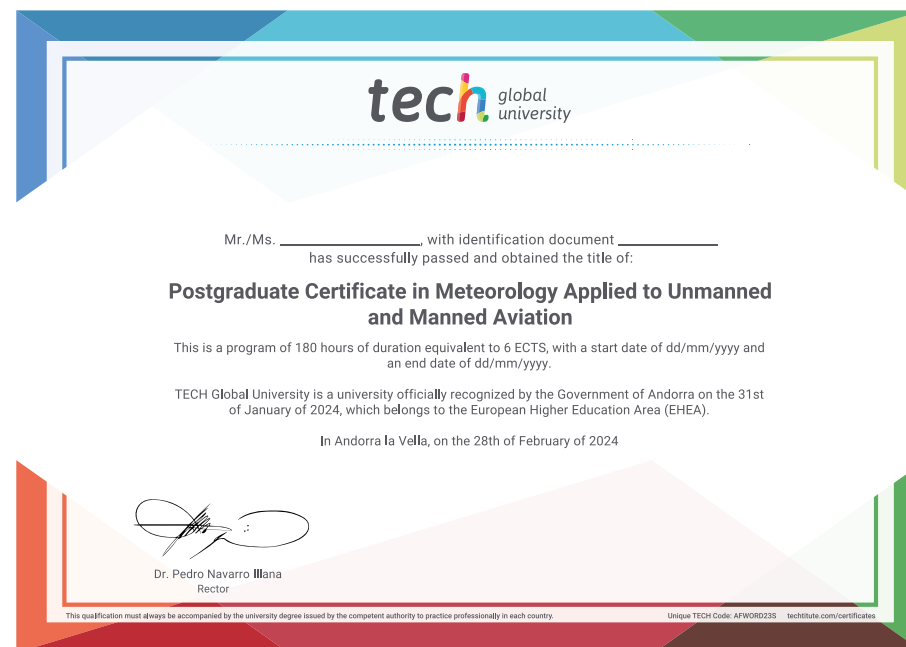 tech global
university
Mr./Ms. ____________, with identification document ____________
has successfully passed and obtained the title of:
Postgraduate Certificate in Meteorology Applied to Unmanned
and Manned Aviation
This is a program of 180 hours of duration equivalent to 6 ECTS, with a start date of dd/mm/yyyy and
an end date of dd/mm/yyyy.
TECH Global University is a university officially recognized by the Government of Andorra on the 31st
of January of 2024, which belongs to the European Higher Education Area (EHEA).
In Andorra la Vella, on the 28th of February of 2024
Dr. Pedro Navarro Illana
Rector
This qualification must always be accompanied by the university degree issued by the competent authority to practice professionally in each country.
Unique TECH Code: AFWORD23S techtitute.com/certificates